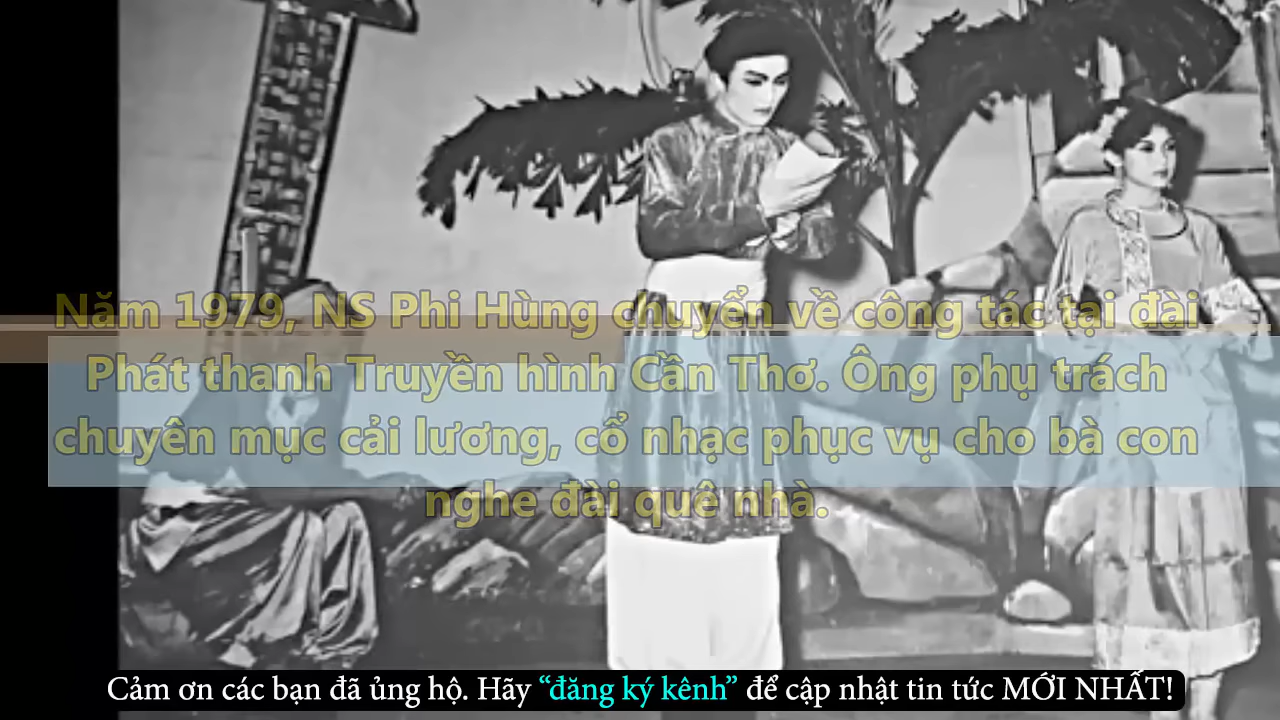 Năm 1979, NS Phi Hùng chuyển về công tác tại đài
Phát thanh Truyền hình Cần Thơ. Ông phụ trách
chuyên mục cải lương, cổ nhạc phục vụ cho bà con
nghe đài quê nhà.
Cảm ơn các bạn đã ủng hộ. Hãy “đăng ký kênh” để cập nhật tin tức MỚI NHẤT!